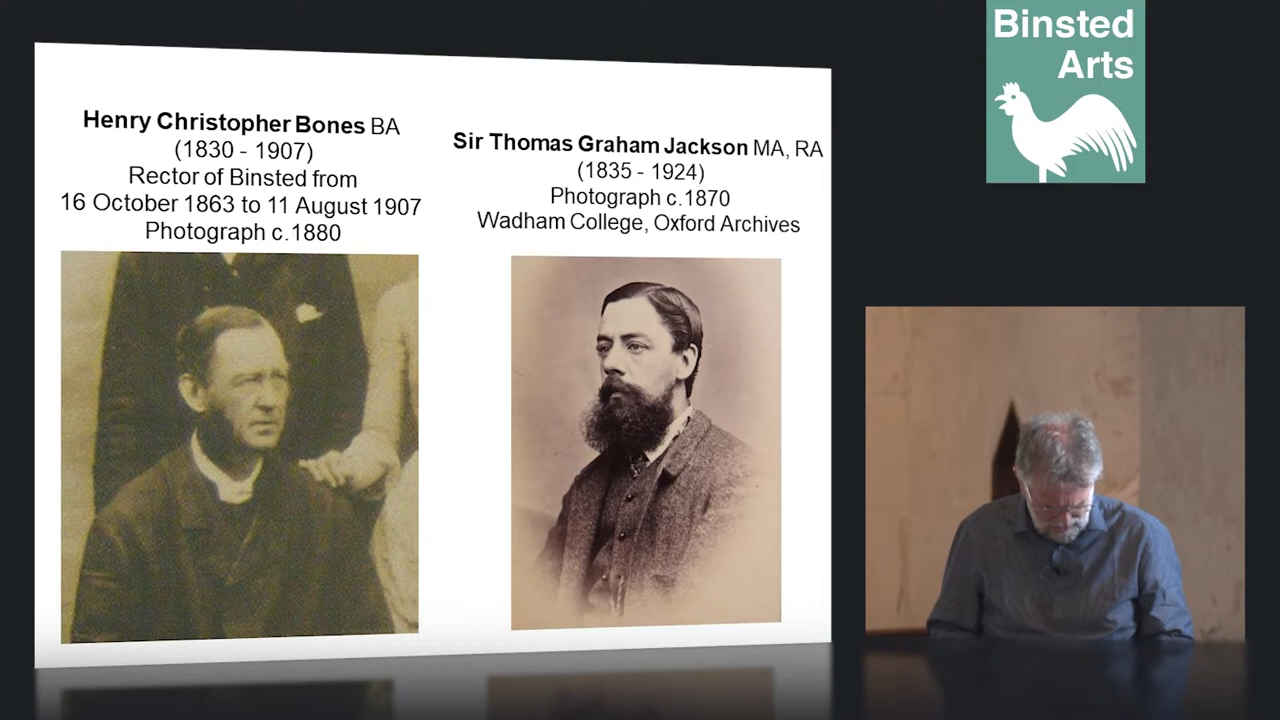 Henry Christopher Bones BA
(1830 - 1907)
Rector of Binsted from
16 October 1863 to 11 August 1907
Photograph c.1880
Sir Thomas Graham Jackson MA, RA
(1835 - 1924)
Photograph c.1870
Wadham College, Oxford Archives
Binsted
Arts